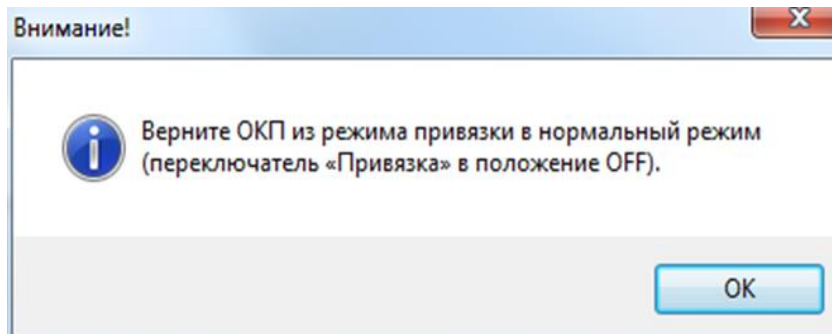 Внимание!
Верните ОКП из режима привязки в нормальный режим
(переключатель «Привязка» в положение OFF).
OK